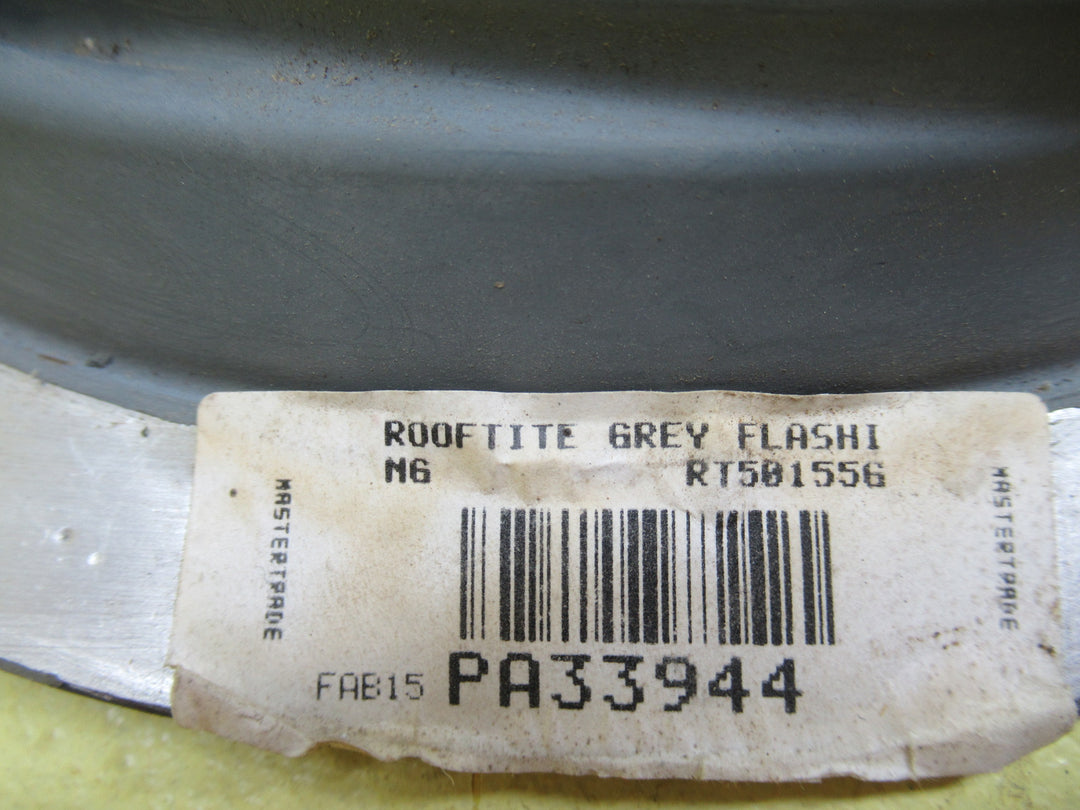 ROOFTITE GREY FLASHI
NG RT501556
MASTERTRADE
MASTERTRADE
FAB15 PA33944